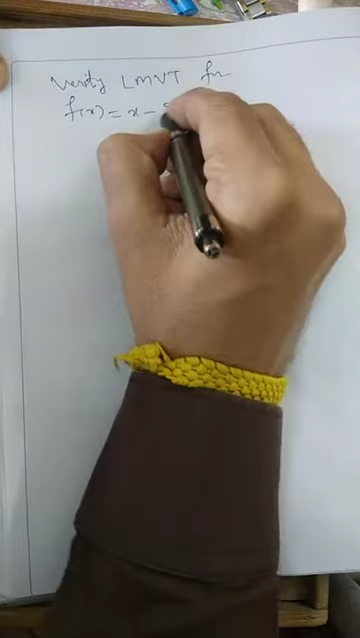 Verify LMVT for
f(x) = x -